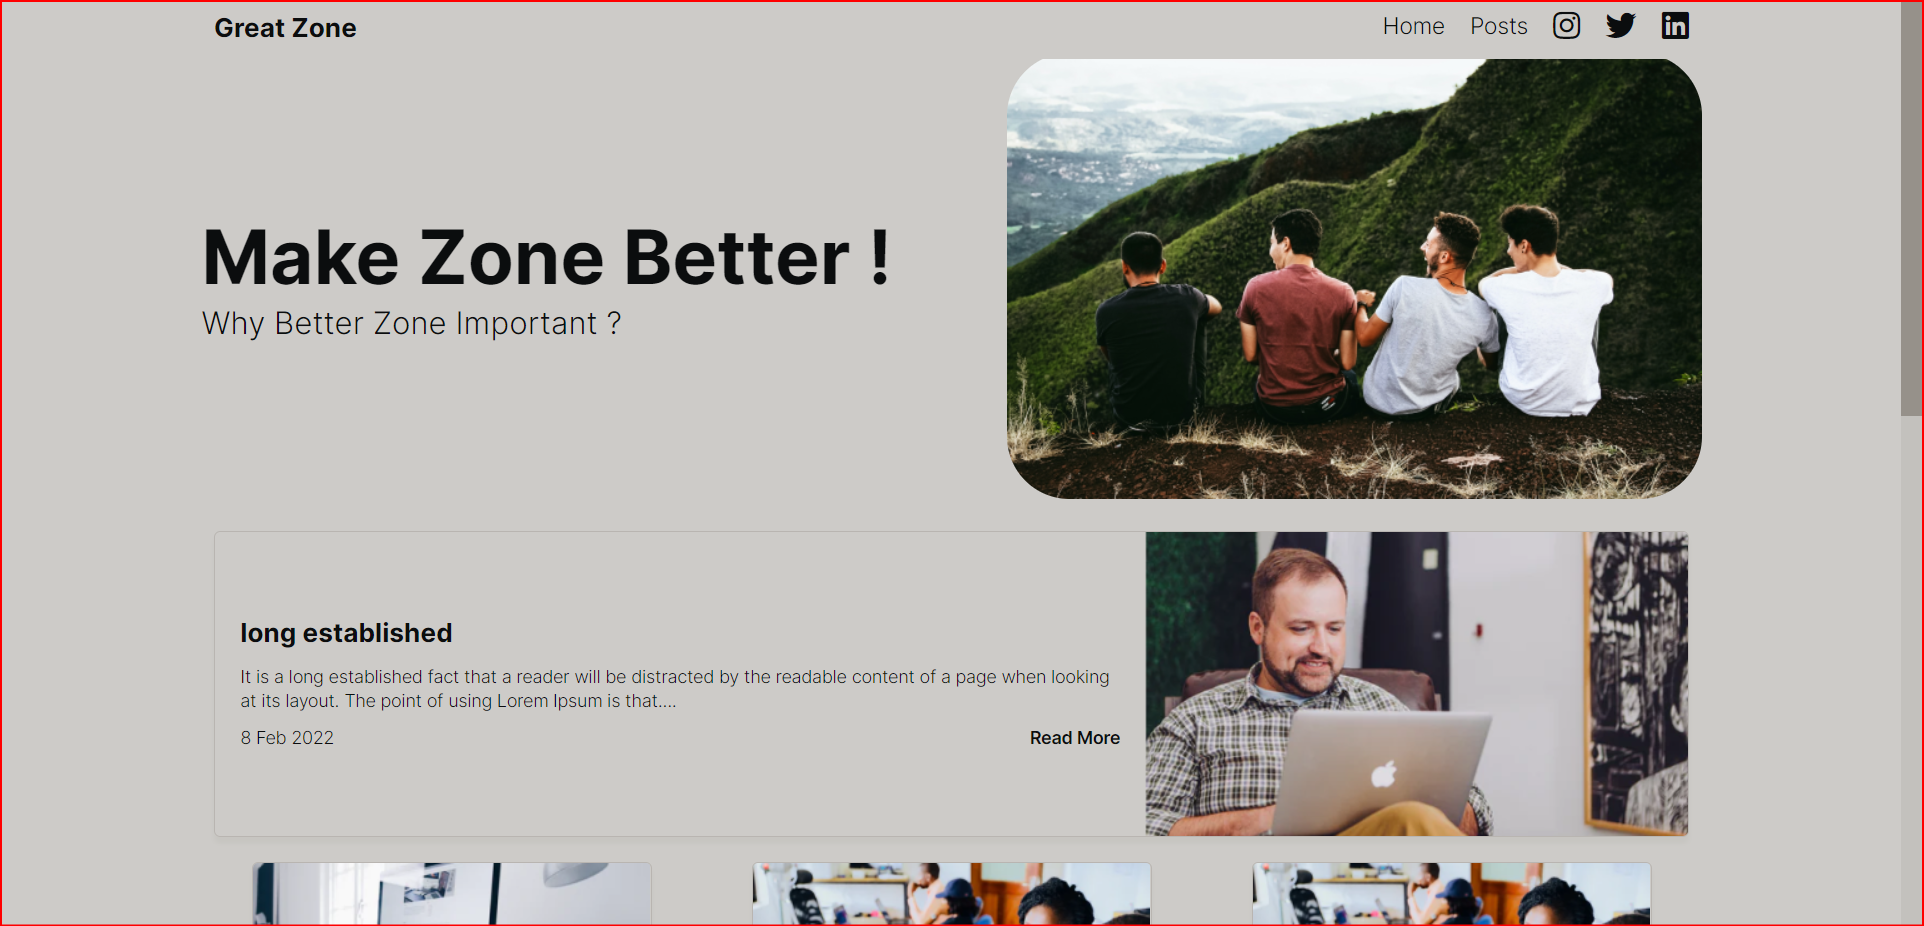 Great Zone
Home Posts
Make Zone Better !
Why Better Zone Important ?
long established
It is a long established fact that a reader will be distracted by the readable content of a page when looking
at its layout. The point of using Lorem Ipsum is that....
8 Feb 2022 Read More